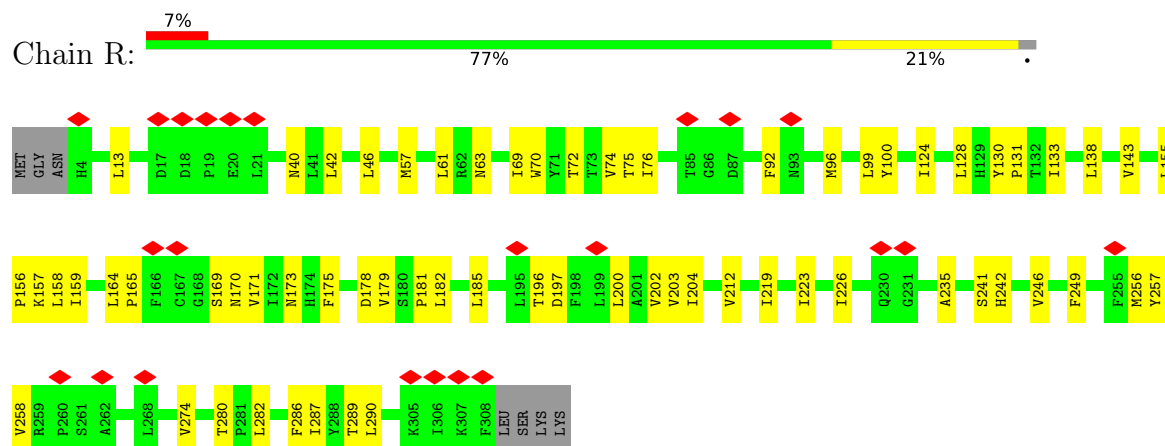 7%
Chain R:
77% 21% •
MET GLY ASN H4 L13 D17 D18 P19 E20 L21 N40 L41 L42 L46 M57 L61 R62 N63 I69 W70 Y71 T72 T73 V74 T75 I76 T85 G86 D87 F92 N93 M96 L99 Y100 I124 L128 H129 Y130 P131 T132 I133 L138 V143 L155
P156 K157 L158 I159 L164 P165 F166 C167 G168 S169 N170 V171 I172 N173 H174 F175 D178 V179 S180 P181 L182 L185 L195 T196 D197 F198 L199 L200 A201 V202 V203 I204 V212 I219 I223 I226 Q230 G231 A235 S241 H242 V246 F249 F255 M256 Y257
V258 R259 P260 S261 A262 L268 V274 T280 P281 L282 F286 I287 Y288 T289 L290 K305 I306 K307 F308 LEU SER LYS LYS